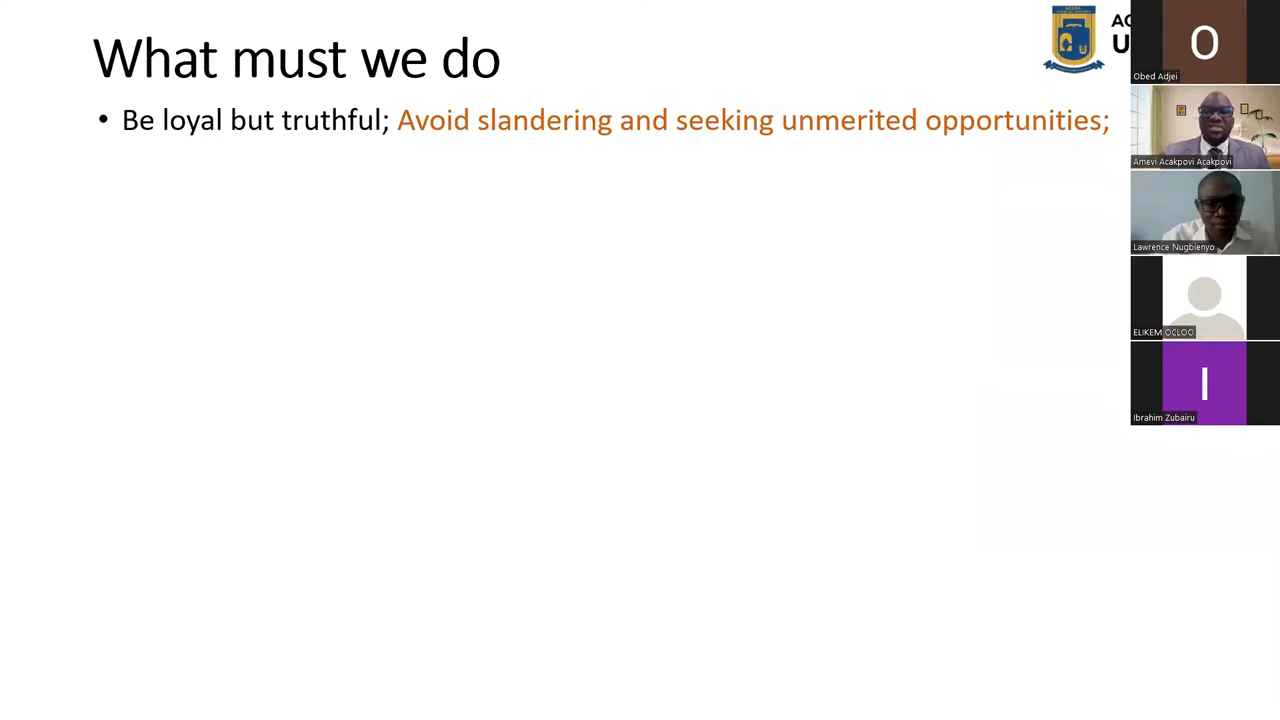 What must we do
• Be loyal but truthful; Avoid slandering and seeking unmerited opportunities;
O
Obed Adjei
Amevi Acakpovi Acakpovi
Lawrence Nugbienyo
ELIKEM OCLOO
I
Ibrahim Zubairu